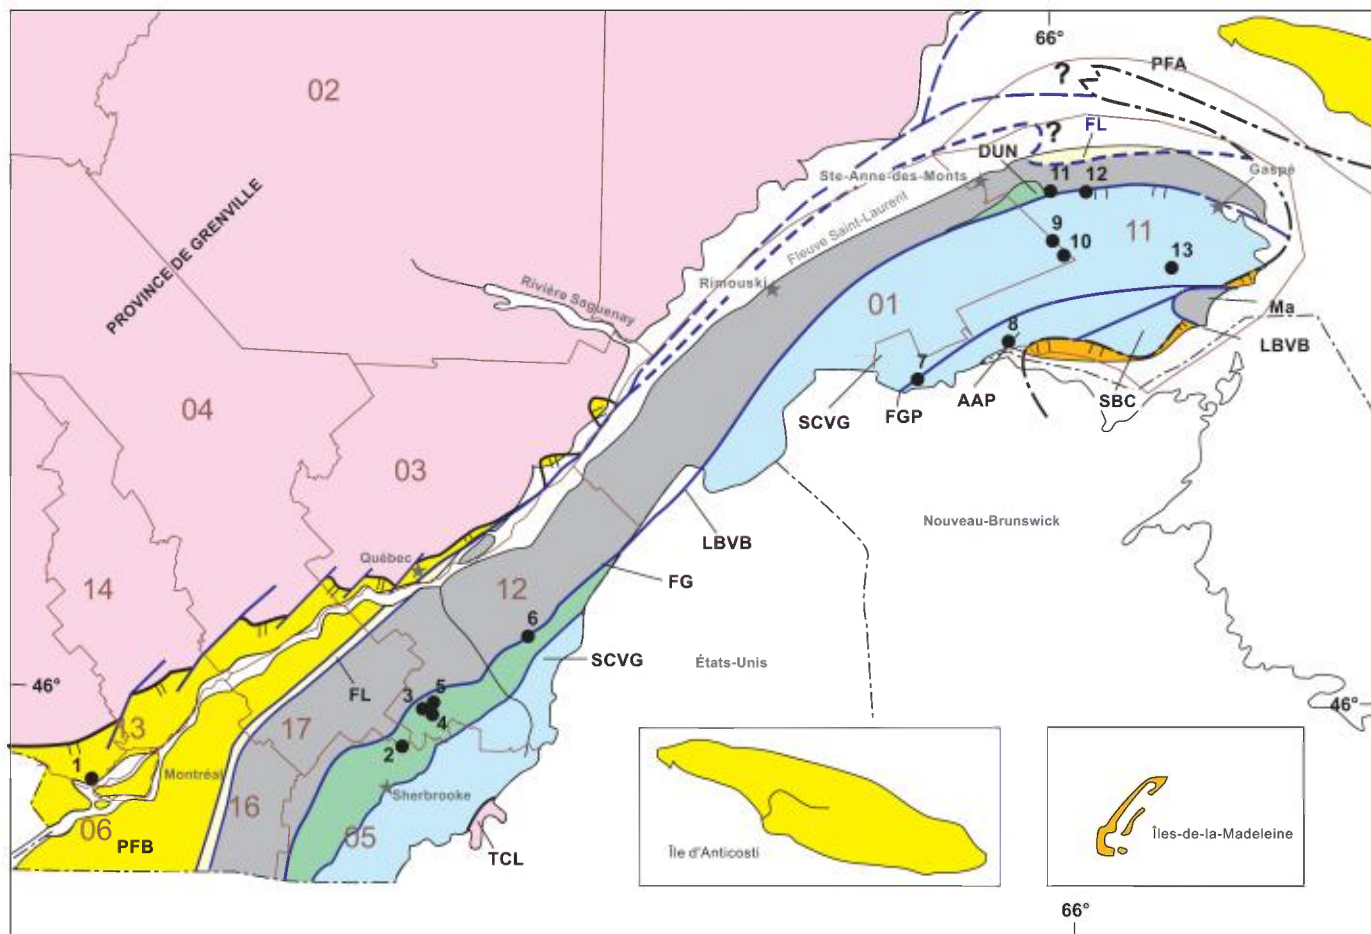 66°
02
PFA
?
FL
?
DUN
Ste-Anne-des-Monts
11
12
Gaspé
PROVINCE DE GRENVILLE
Fleuve Saint-Laurent
9
10
11
13
Rivière Saguenay
Rimouski
01
Ma
8
LBVB
04
7
SCVG
FGP
AAP
SBC
03
Nouveau-Brunswick
LBVB
Québec
FG
14
12
6
SCVG
États-Unis
46°
FL
3
5
4
46°
13
17
2
1
Montréal
Sherbrooke
16
06
05
PFB
TCL
Île d'Anticosti
Îles-de-la-Madeleine
66°